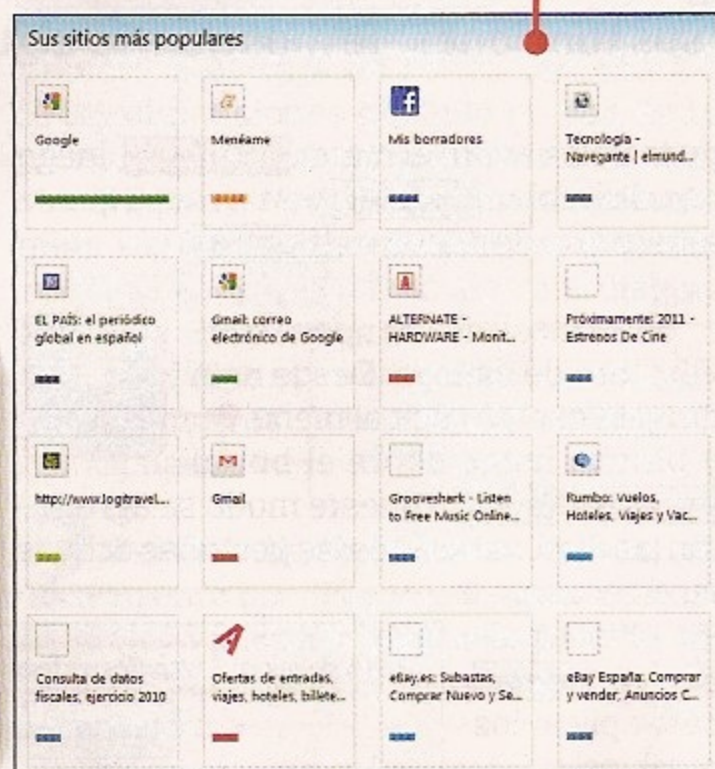 Sus sitios más populares
Google
Menéame
Mis borradores
Tecnología -
Navegante | elmund...
EL PAÍS: el periódico
global en español
Gmail: correo
electrónico de Google
ALTERNATE -
HARDWARE - Monit...
Próximamente: 2011 -
Estrenos De Cine
http://www.logitravel....
Gmail
Grooveshark - Listen
to Free Music Online...
Rumbo: Vuelos,
Hoteles, Viajes y Vac...
Consulta de datos
fiscales, ejercicio 2010
Ofertas de entradas,
viajes, hoteles, billete...
eBay.es: Subastas,
Comprar Nuevo y Se...
eBay España: Comprar
y vender, Anuncios C...